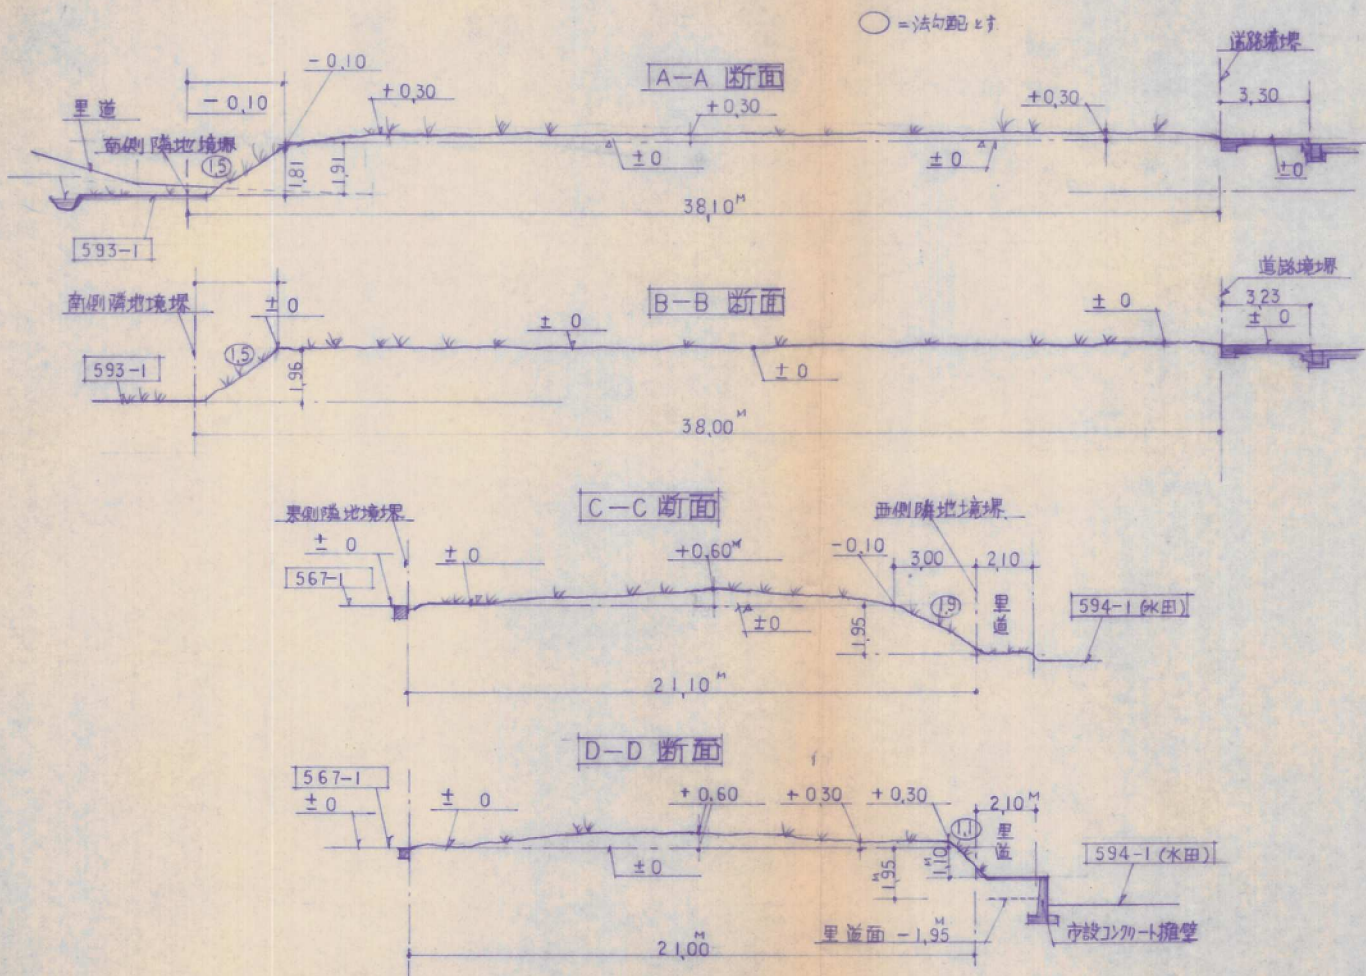 ○=法勾配とす
A-A 断面
道路境界
-0,10
-0,10
+0,30
+0,30
+0,30
3,30
里道
南側隣地境界
1,5
1,81
1,91
±0
±0
±0
38,10M
593-1
B-B 断面
道路境界
南側隣地境界
±0
±0
±0
3,23
±0
1,5
593-1
1,96
±0
38,00M
C-C 断面
東側隣地境界
西側隣地境界
±0
±0
+0,60M
-0,10
3,00
2,10
567-1
1,9
里道
594-1(水田)
±0
1,95
21,10M
D-D 断面
567-1
±0
±0
+0,60
+0,30
+0,30
2,10M
1,1
里道
594-1(水田)
±0
1,95M
1,10M
里道面 -1,95M
市設コンクリート擁壁
21,00M